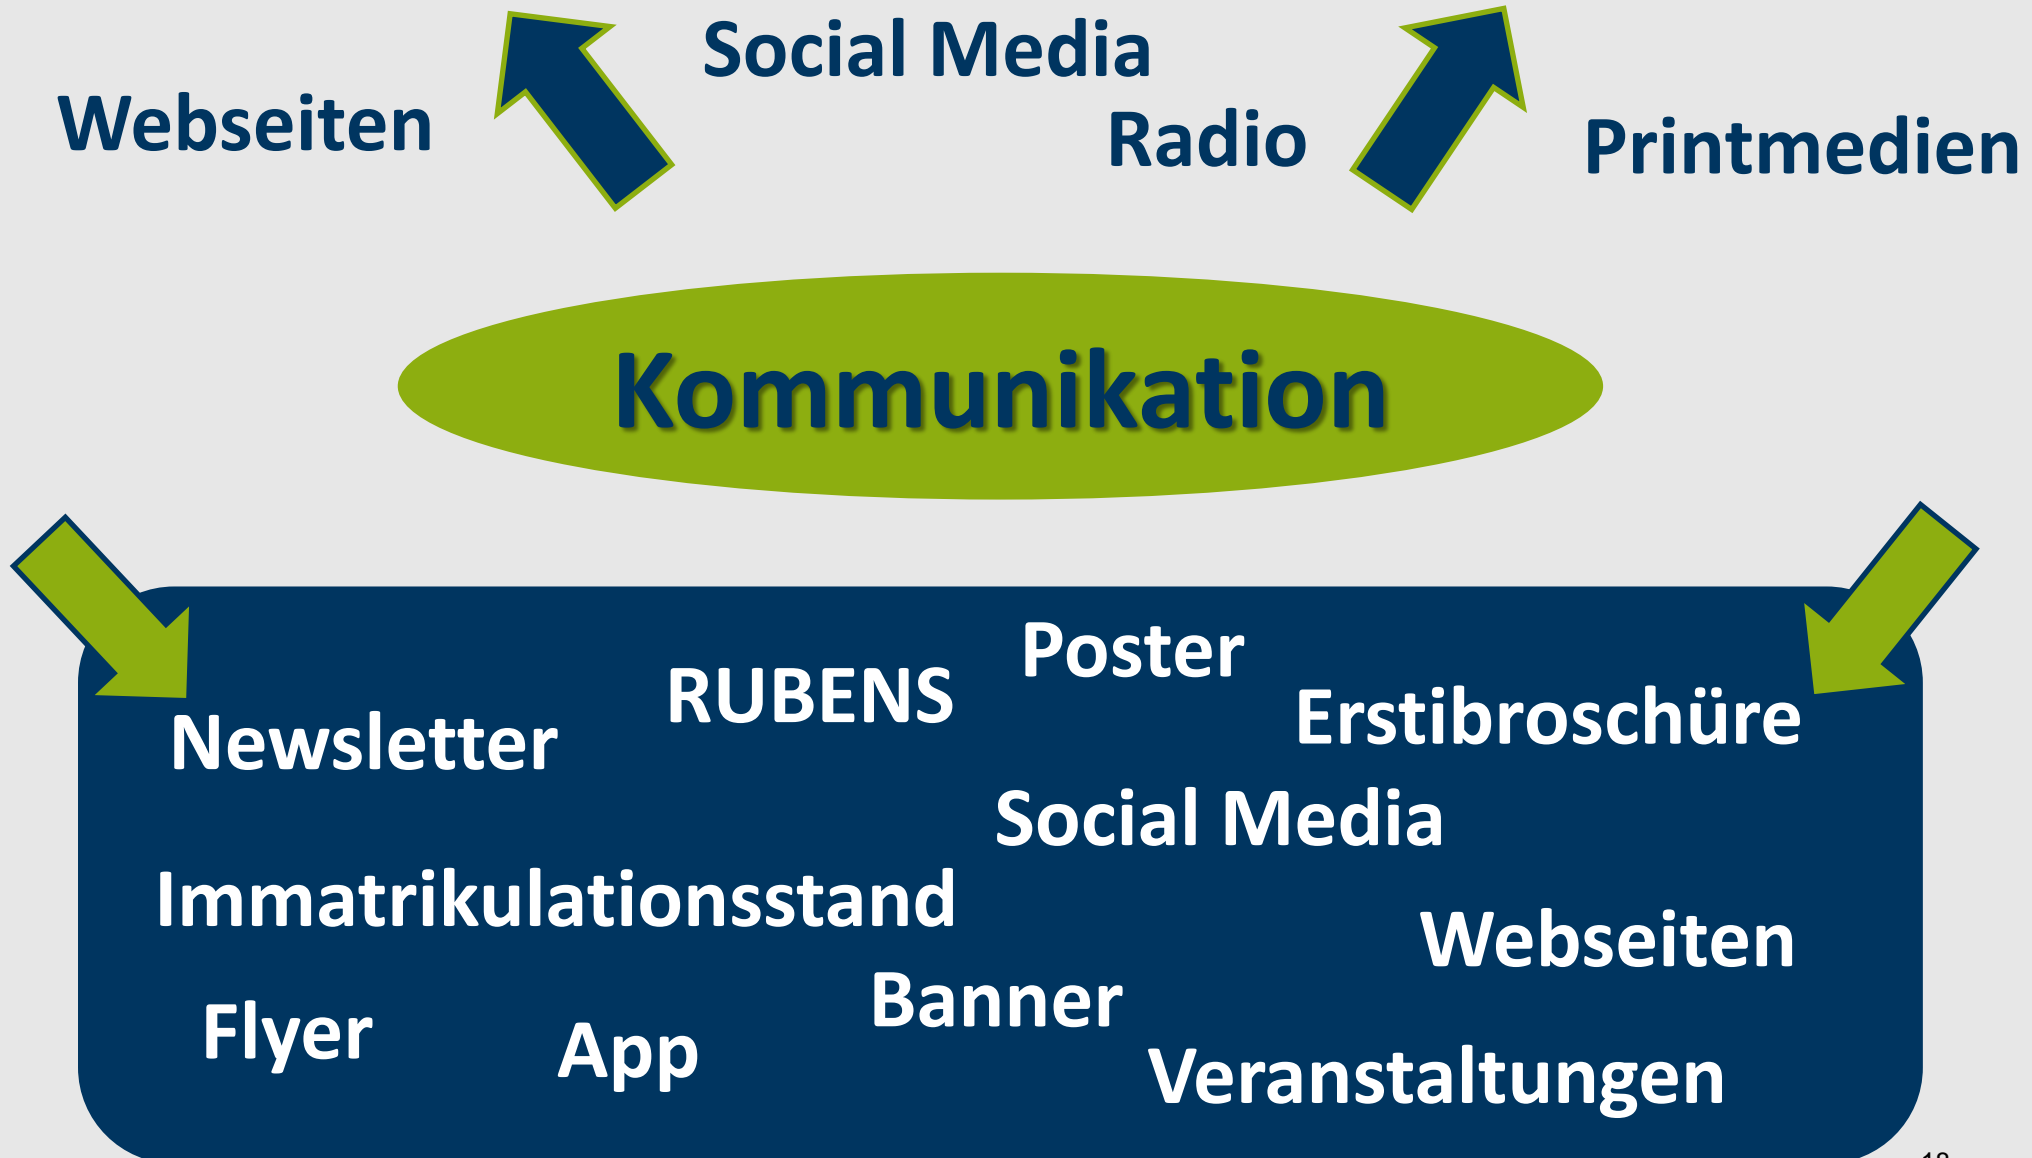 Social Media
Webseiten
Radio
Printmedien
Kommunikation
Poster
RUBENS
Erstibroschüre
Newsletter
Social Media
Immatrikulationsstand
Webseiten
Banner
Flyer
App
Veranstaltungen